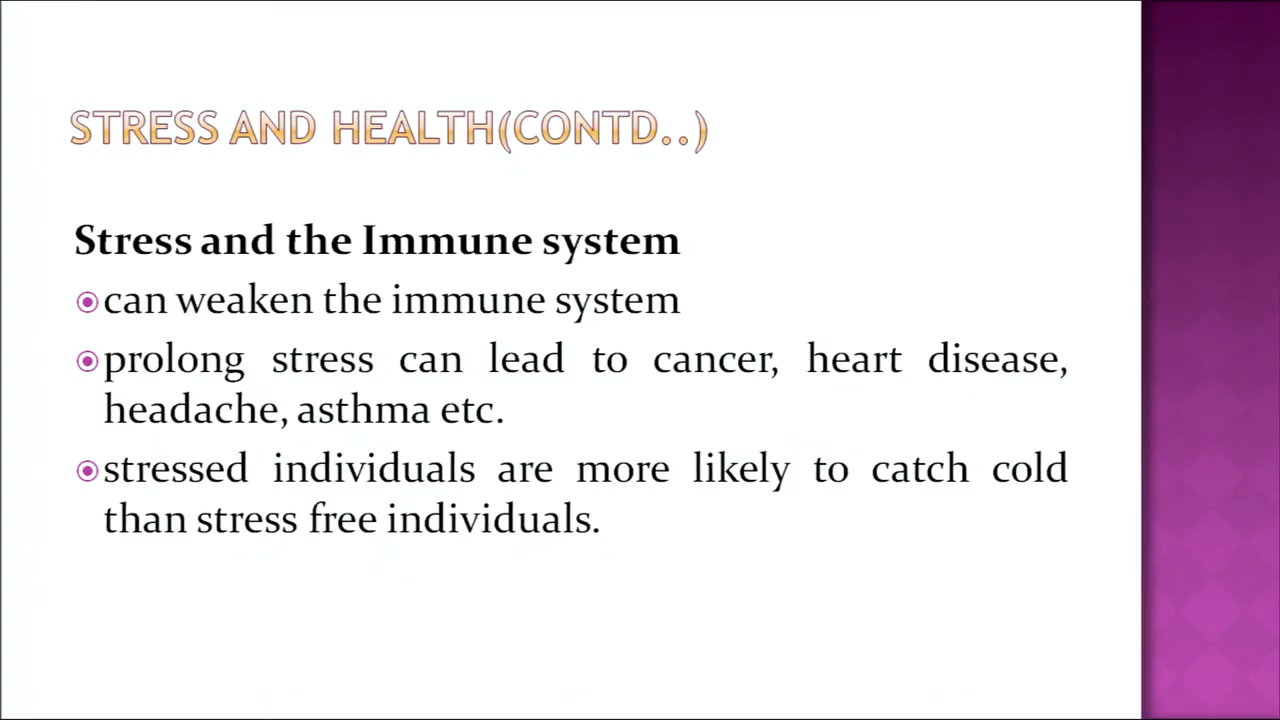 STRESS AND HEALTH(CONTD..)
Stress and the Immune system
can weaken the immune system
prolong stress can lead to cancer, heart disease,
headache, asthma etc.
stressed individuals are more likely to catch cold
than stress free individuals.